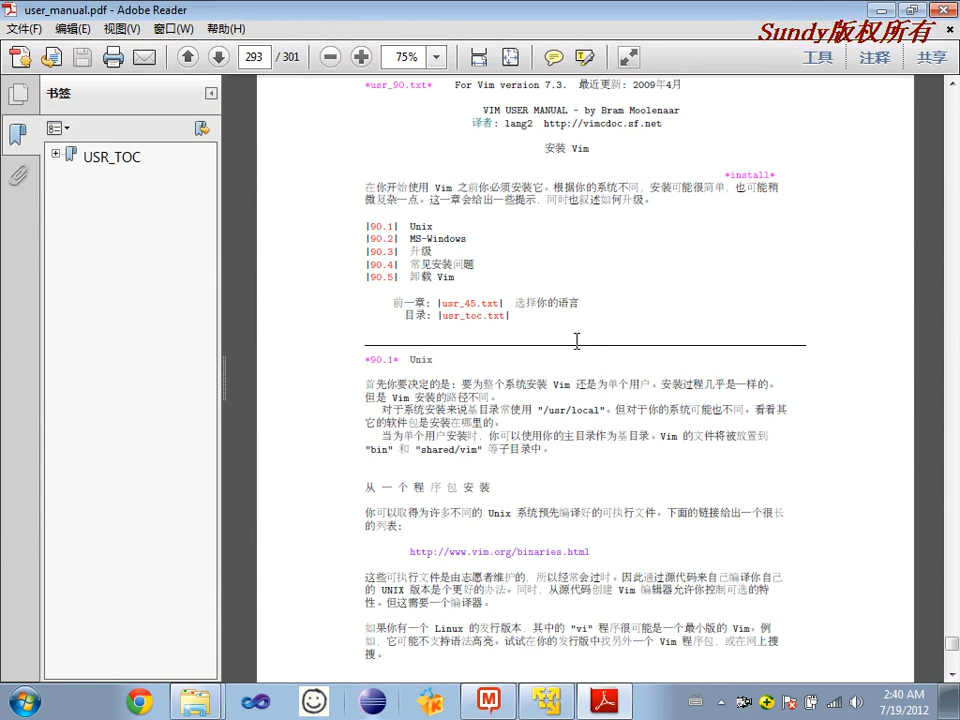 user_manual.pdf - Adobe Reader
文件(F) 编辑(E) 视图(V) 窗口(W) 帮助(H)
Sundy版权所有
293 / 301 75% 工具 注释 共享
书签
USR_TOC
*usr_90.txt* For Vim version 7.3. 最近更新: 2009年4月
VIM USER MANUAL - by Bram Moolenaar
译者: lang2 http://vimcdoc.sf.net
安装 Vim
*install*
在你开始使用 Vim 之前你必须安装它。根据你的系统不同, 安装可能很简单, 也可能稍
微复杂一点。这一章会给出一些提示, 同时也叙述如何升级。
|90.1| Unix
|90.2| MS-Windows
|90.3| 升级
|90.4| 常见安装问题
|90.5| 卸载 Vim
前一章: |usr_45.txt| 选择你的语言
目录: |usr_toc.txt|
*90.1* Unix
首先你要决定的是: 要为整个系统安装 Vim 还是为单个用户。安装过程几乎是一样的。
但是 Vim 安装的路径不同。
对于系统安装来说基目录常使用 "/usr/local"。但对于你的系统可能也不同。看看其
它的软件包是安装在哪里的。
当为单个用户安装时, 你可以使用你的主目录作为基目录。Vim 的文件将被放置到
"bin" 和 "shared/vim" 等子目录中。
从 一 个 程 序 包 安 装
你可以取得为许多不同的 Unix 系统预先编译好的可执行文件。下面的链接给出一个很长
的列表:
http://www.vim.org/binaries.html
这些可执行文件是由志愿者维护的, 所以经常会过时。因此通过源代码来自己编译你自己
的 UNIX 版本是个更好的办法。同时, 从源代码创建 Vim 编辑器允许你控制可选的特
性。但这需要一个编译器。
如果你有一个 Linux 的发行版本, 其中的 "vi" 程序很可能是一个最小版的 Vim。例
如, 它可能不支持语法高亮。试试在你的发行版中找另外一个 Vim 程序包, 或在网上搜
搜。
2:40 AM
7/19/2012